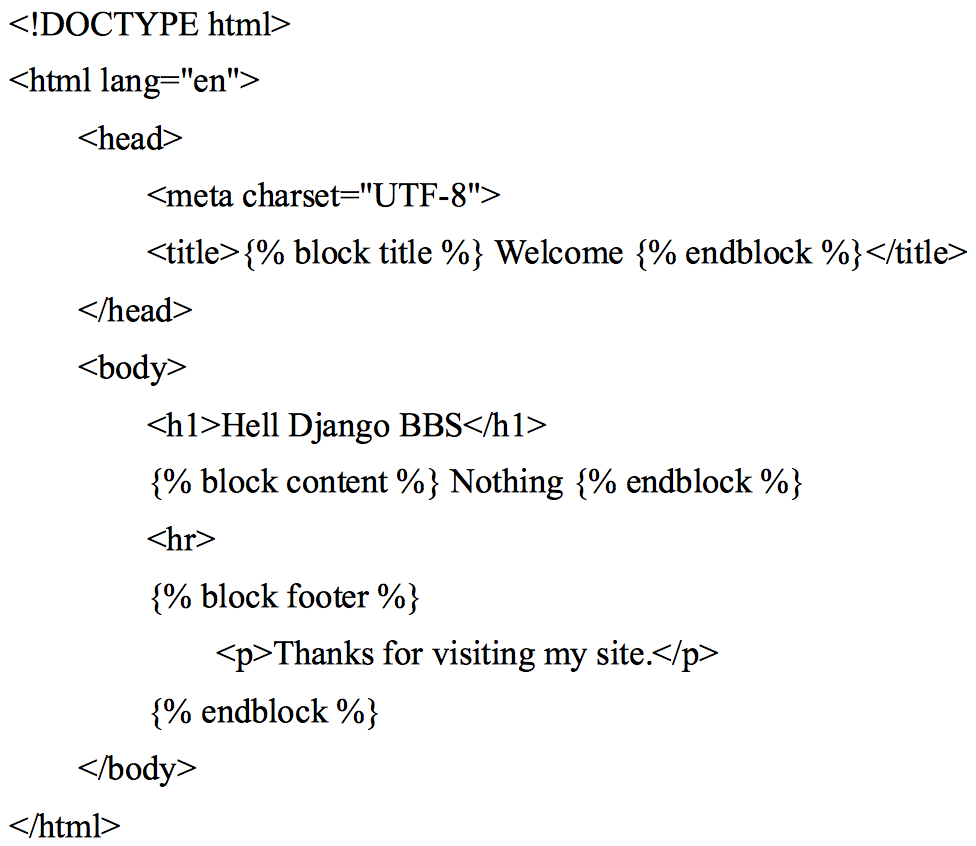 <!DOCTYPE html>
<html lang="en">
<head>
<meta charset="UTF-8">
<title>{% block title %} Welcome {% endblock %}</title>
</head>
<body>
<h1>Hell Django BBS</h1>
{% block content %} Nothing {% endblock %}
<hr>
{% block footer %}
<p>Thanks for visiting my site.</p>
{% endblock %}
</body>
</html>